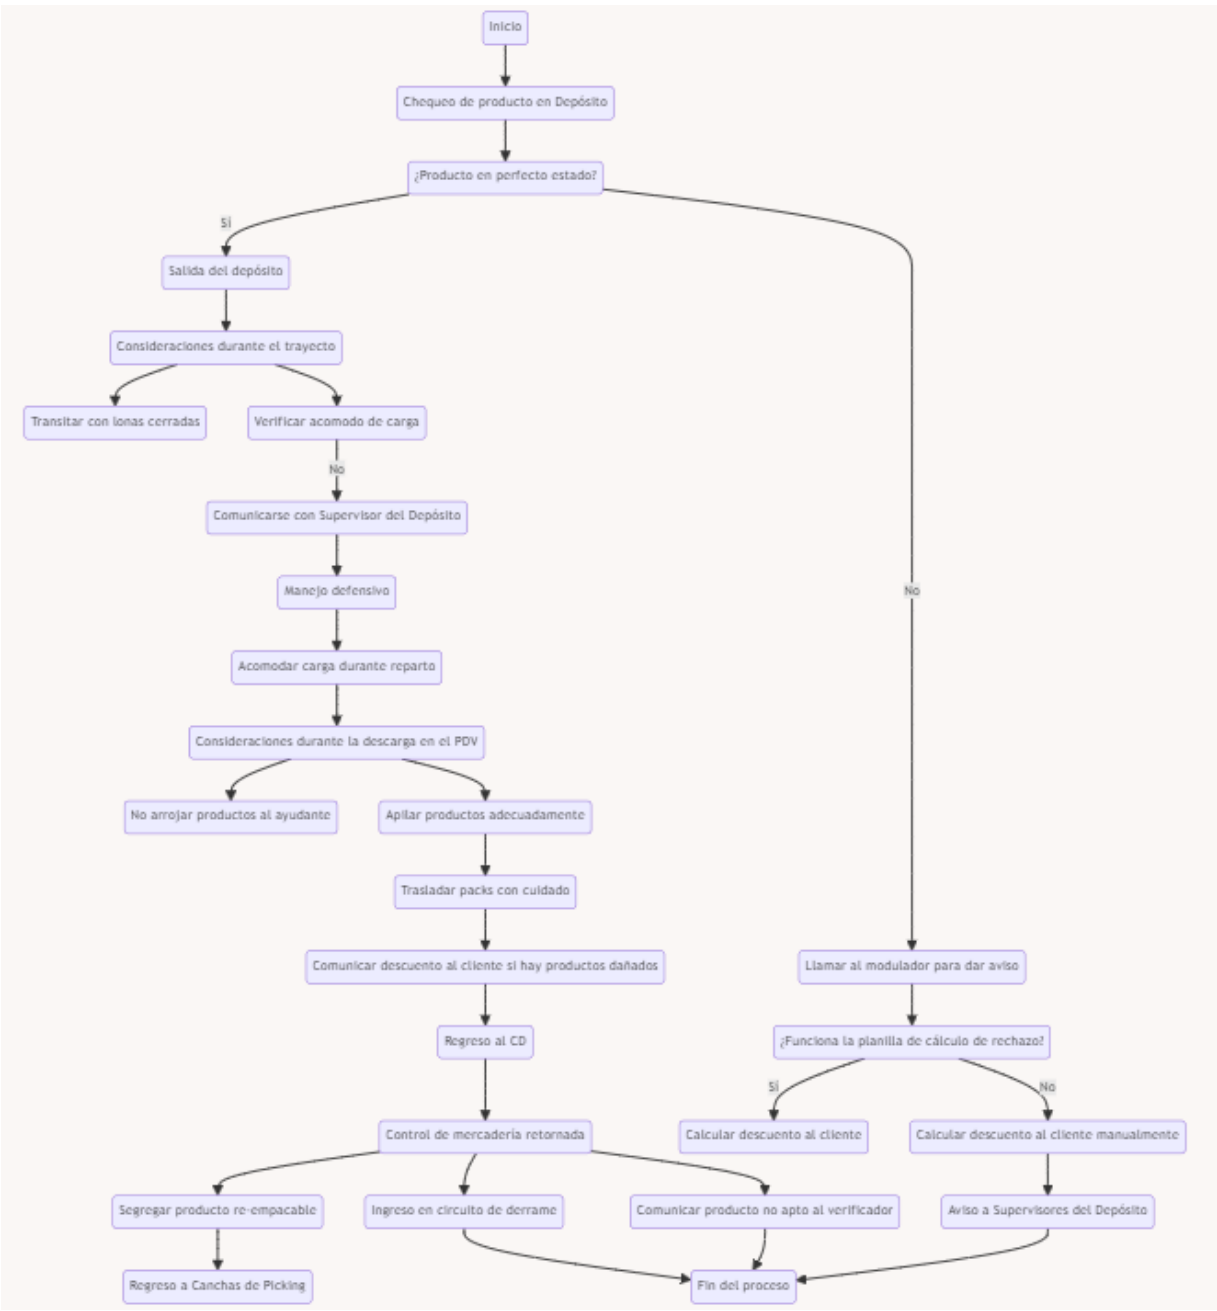 Inicio
Chequeo de producto en Depósito
¿Producto en perfecto estado?
Sí
Salida del depósito
Consideraciones durante el trayecto
Transitar con lonas cerradas
Verificar acomodo de carga
No
Comunicarse con Supervisor del Depósito
Manejo defensivo
No
Acomodar carga durante reparto
Consideraciones durante la descarga en el PDV
No arrojar productos al ayudante
Apilar productos adecuadamente
Trasladar packs con cuidado
Comunicar descuento al cliente si hay productos dañados
Llamar al modulador para dar aviso
Regreso al CD
¿Funciona la planilla de cálculo de rechazo?
Sí
No
Control de mercadería retornada
Calcular descuento al cliente
Calcular descuento al cliente manualmente
Segregar producto re-empacable
Ingreso en circuito de derrame
Comunicar producto no apto al verificador
Aviso a Supervisores del Depósito
Regreso a Canchas de Picking
Fin del proceso